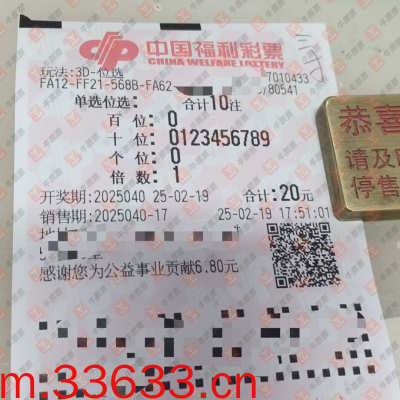 中国福利彩票
CHINA WELFARE LOTTERY
玩法:3D-位选
7010433
FA12-FF21-568B-FA62
780541
单选位选: 合计10注
百 位: 0
十 位: 0123456789
个 位: 0
倍 数: 1
开奖期:2025040 25-02-19 合计:20元
销售期:2025040-17 25-02-19 17:51:01
感谢您为公益事业贡献6.80元
恭喜
请及
停售
m.33633.cn